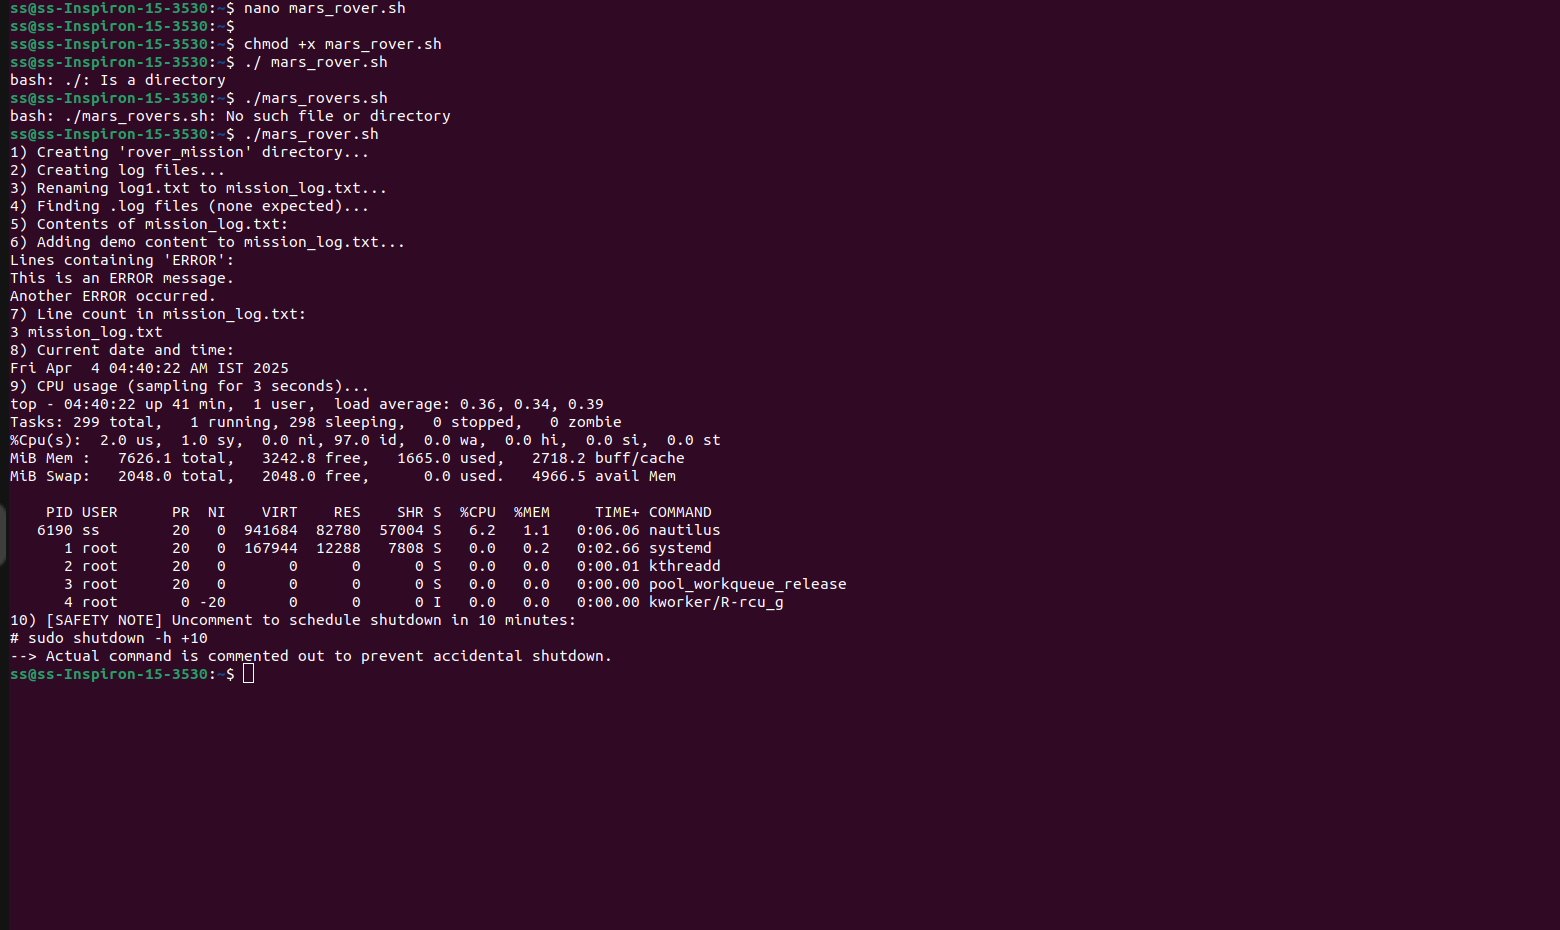 ss@ss-Inspiron-15-3530:~$ nano mars_rover.sh
ss@ss-Inspiron-15-3530:~$
ss@ss-Inspiron-15-3530:~$ chmod +x mars_rover.sh
ss@ss-Inspiron-15-3530:~$ ./ mars_rover.sh
bash: ./: Is a directory
ss@ss-Inspiron-15-3530:~$ ./mars_rovers.sh
bash: ./mars_rovers.sh: No such file or directory
ss@ss-Inspiron-15-3530:~$ ./mars_rover.sh
1) Creating 'rover_mission' directory...
2) Creating log files...
3) Renaming log1.txt to mission_log.txt...
4) Finding .log files (none expected)...
5) Contents of mission_log.txt:
6) Adding demo content to mission_log.txt...
Lines containing 'ERROR':
This is an ERROR message.
Another ERROR occurred.
7) Line count in mission_log.txt:
3 mission_log.txt
8) Current date and time:
Fri Apr  4 04:40:22 AM IST 2025
9) CPU usage (sampling for 3 seconds)...
top - 04:40:22 up 41 min,  1 user,  load average: 0.36, 0.34, 0.39
Tasks: 299 total,   1 running, 298 sleeping,   0 stopped,   0 zombie
%Cpu(s):  2.0 us,  1.0 sy,  0.0 ni, 97.0 id,  0.0 wa,  0.0 hi,  0.0 si,  0.0 st
MiB Mem :   7626.1 total,   3242.8 free,   1665.0 used,   2718.2 buff/cache
MiB Swap:   2048.0 total,   2048.0 free,      0.0 used.   4966.5 avail Mem

    PID USER      PR  NI    VIRT    RES    SHR S  %CPU  %MEM     TIME+ COMMAND
   6190 ss        20   0  941684  82780  57004 S   6.2   1.1   0:06.06 nautilus
      1 root      20   0  167944  12288   7808 S   0.0   0.2   0:02.66 systemd
      2 root      20   0       0      0      0 S   0.0   0.0   0:00.01 kthreadd
      3 root      20   0       0      0      0 S   0.0   0.0   0:00.00 pool_workqueue_release
      4 root       0 -20       0      0      0 I   0.0   0.0   0:00.00 kworker/R-rcu_g
10) [SAFETY NOTE] Uncomment to schedule shutdown in 10 minutes:
# sudo shutdown -h +10
--> Actual command is commented out to prevent accidental shutdown.
ss@ss-Inspiron-15-3530:~$